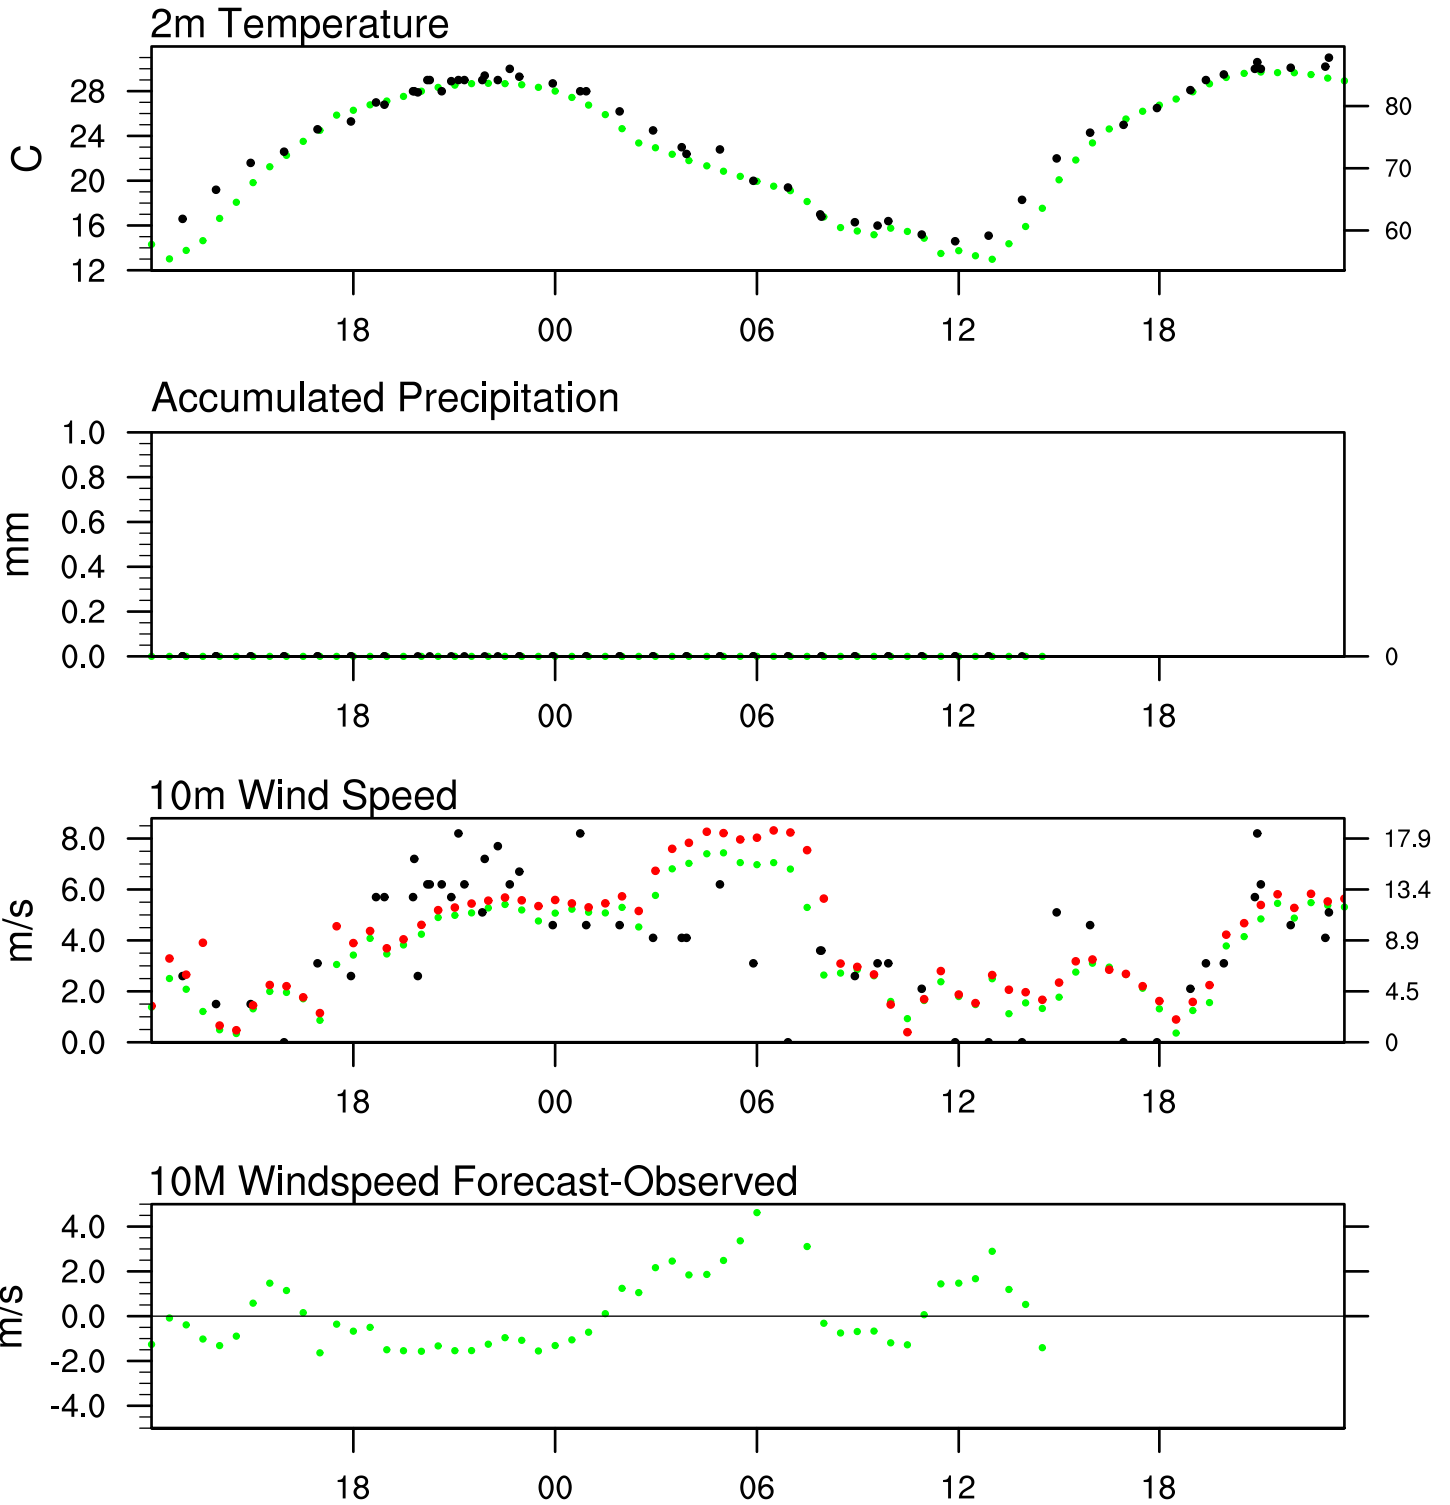 2m Temperature
28
24
20
16
12
C
80
70
60
18 00 06 12 18
Accumulated Precipitation
1.0
0.8
0.6
0.4
0.2
0.0
mm
0
18 00 06 12 18
10m Wind Speed
8.0
6.0
4.0
2.0
0.0
m/s
17.9
13.4
8.9
4.5
0
18 00 06 12 18
10M Windspeed Forecast-Observed
4.0
2.0
0.0
-2.0
-4.0
m/s
18 00 06 12 18